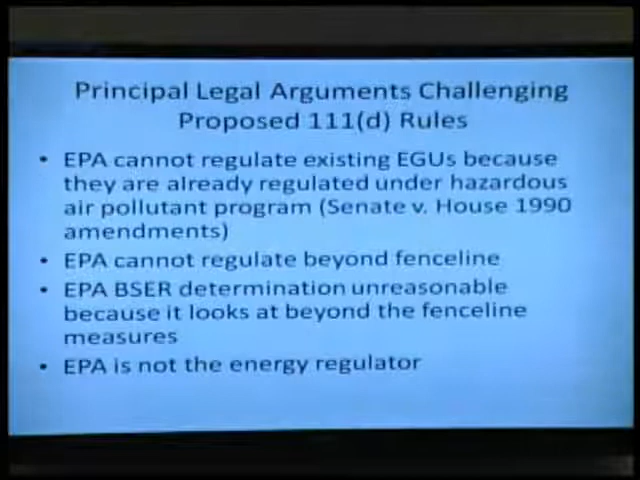 Principal Legal Arguments Challenging
Proposed 111(d) Rules
• EPA cannot regulate existing EGUs because
they are already regulated under hazardous
air pollutant program (Senate v. House 1990
amendments)
• EPA cannot regulate beyond fenceline
• EPA BSER determination unreasonable
because it looks at beyond the fenceline
measures
• EPA is not the energy regulator